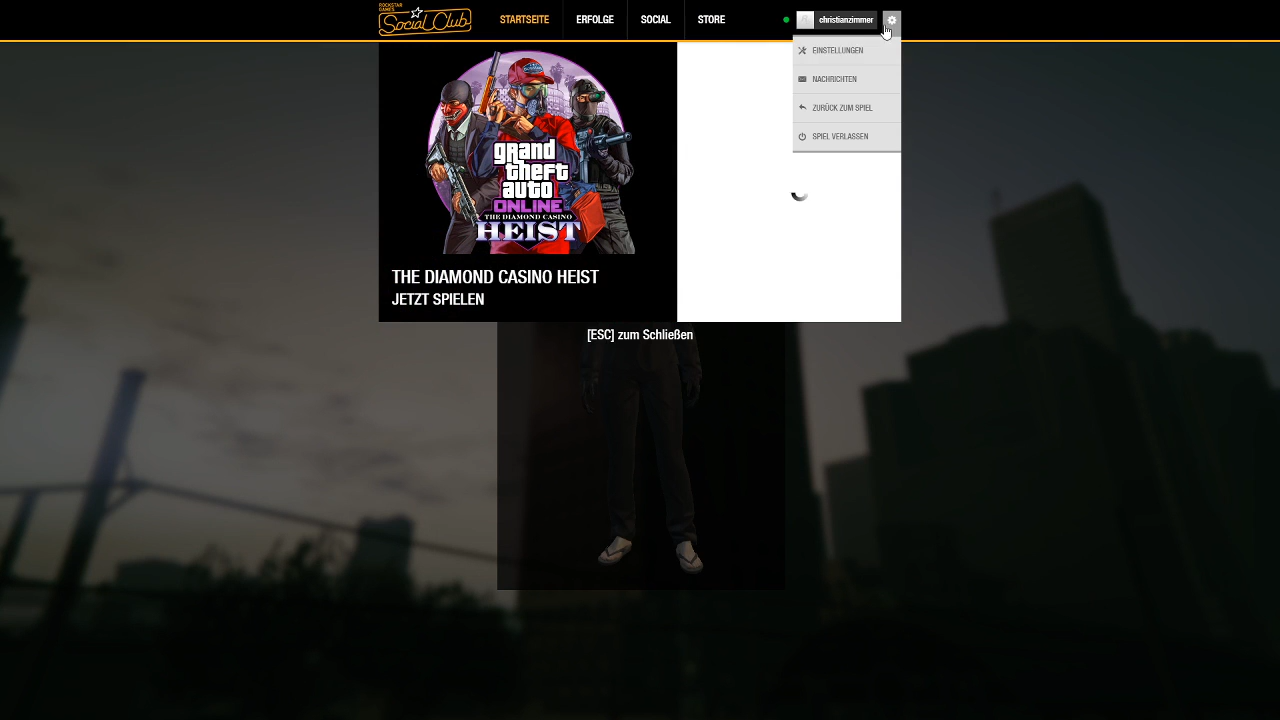 ROCKSTAR
GAMES
Social Club
STARTSEITE
ERFOLGE
SOCIAL
STORE
christianzimmer
EINSTELLUNGEN
NACHRICHTEN
ZURÜCK ZUM SPIEL
SPIEL VERLASSEN
grand
theft
auto
ONLINE
THE DIAMOND CASINO
HEIST
THE DIAMOND CASINO HEIST
JETZT SPIELEN
[ESC] zum Schließen